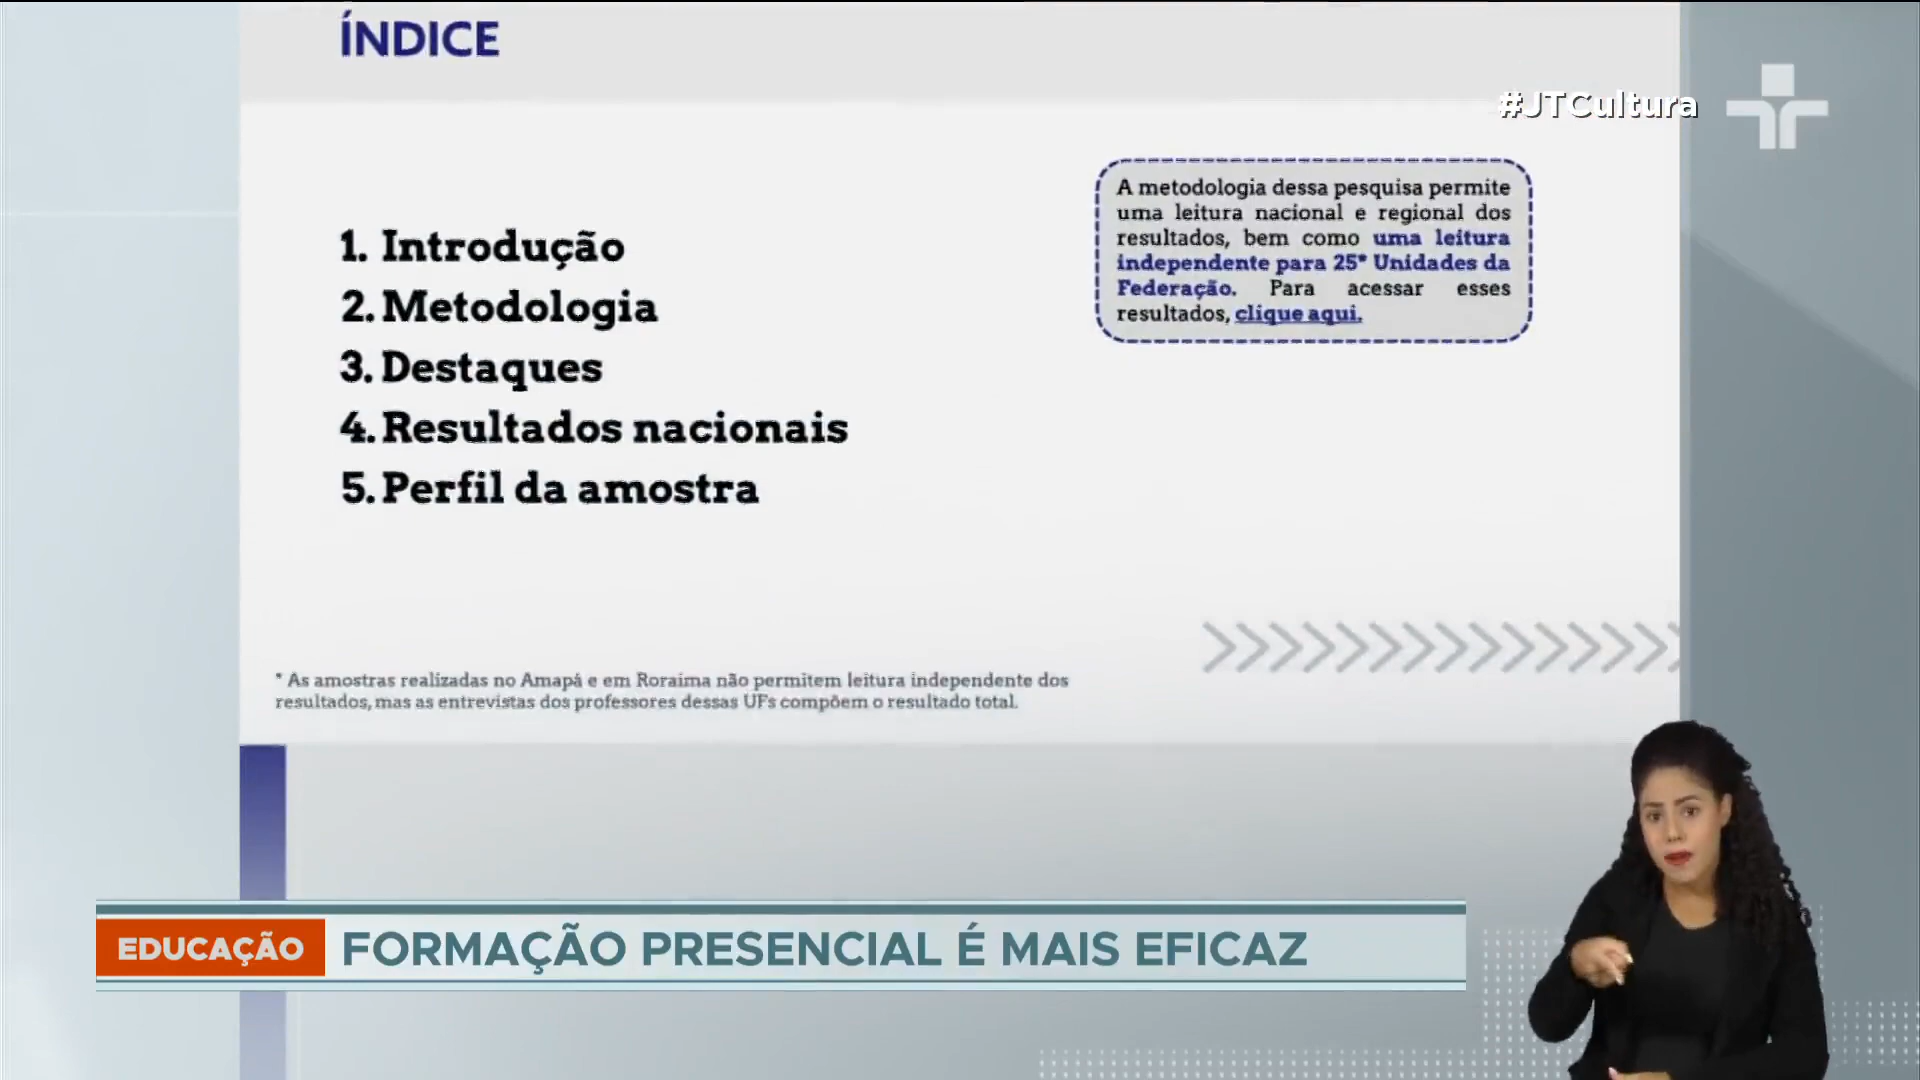 ÍNDICE
#JTCultura
1. Introdução
2. Metodologia
3. Destaques
4. Resultados nacionais
5. Perfil da amostra
A metodologia dessa pesquisa permite
uma leitura nacional e regional dos
resultados, bem como uma leitura
independente para 25* Unidades da
Federação. Para acessar esses
resultados, clique aqui.
* As amostras realizadas no Amapá e em Roraima não permitem leitura independente dos
resultados, mas as entrevistas dos professores dessas UFs compõem o resultado total.
EDUCAÇÃO FORMAÇÃO PRESENCIAL É MAIS EFICAZ